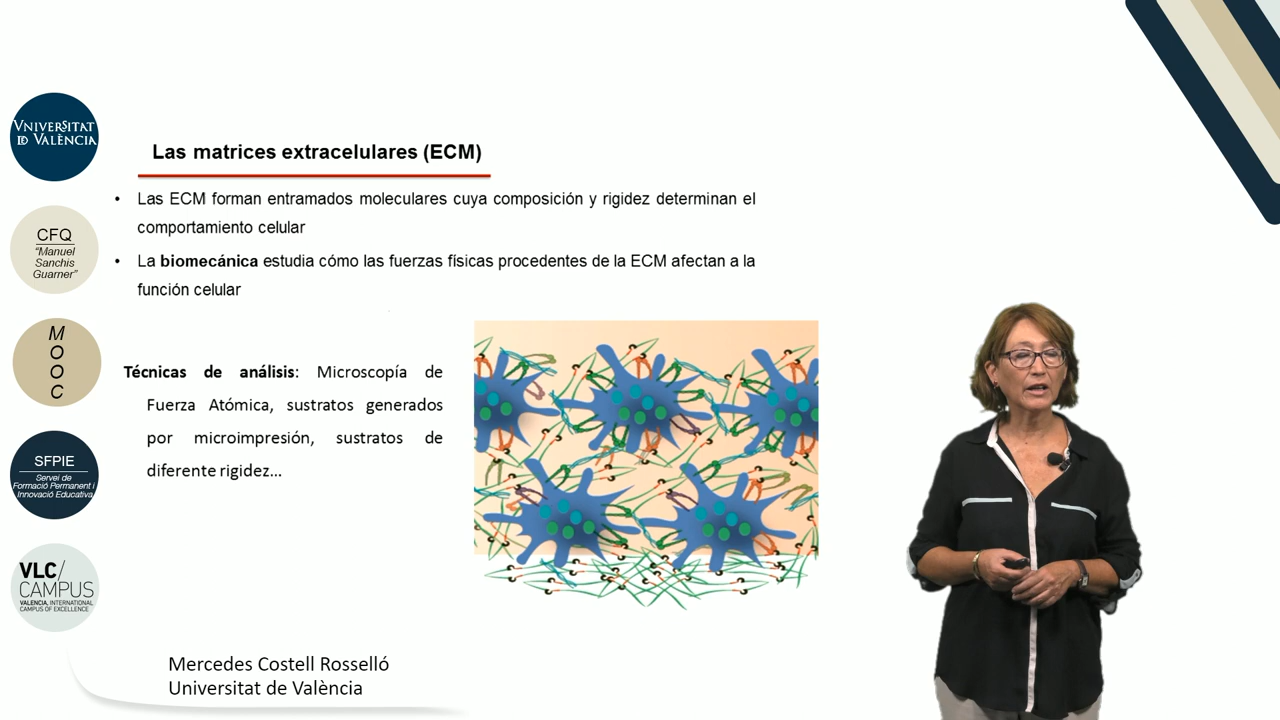 VNIVERSITAT
ID VALÈNCIA
CFQ
"Manuel
Sanchis
Guarner"
M
O
O
C
SFPIE
Servei de
Formació Permanent i
Innovació Educativa
VLC/
CAMPUS
VALENCIA, INTERNATIONAL
CAMPUS OF EXCELLENCE
Las matrices extracelulares (ECM)
• Las ECM forman entramados moleculares cuya composición y rigidez determinan el
comportamiento celular
• La biomecánica estudia cómo las fuerzas físicas procedentes de la ECM afectan a la
función celular
Técnicas de análisis: Microscopía de
Fuerza Atómica, sustratos generados
por microimpresión, sustratos de
diferente rigidez...
Mercedes Costell Rosselló
Universitat de València